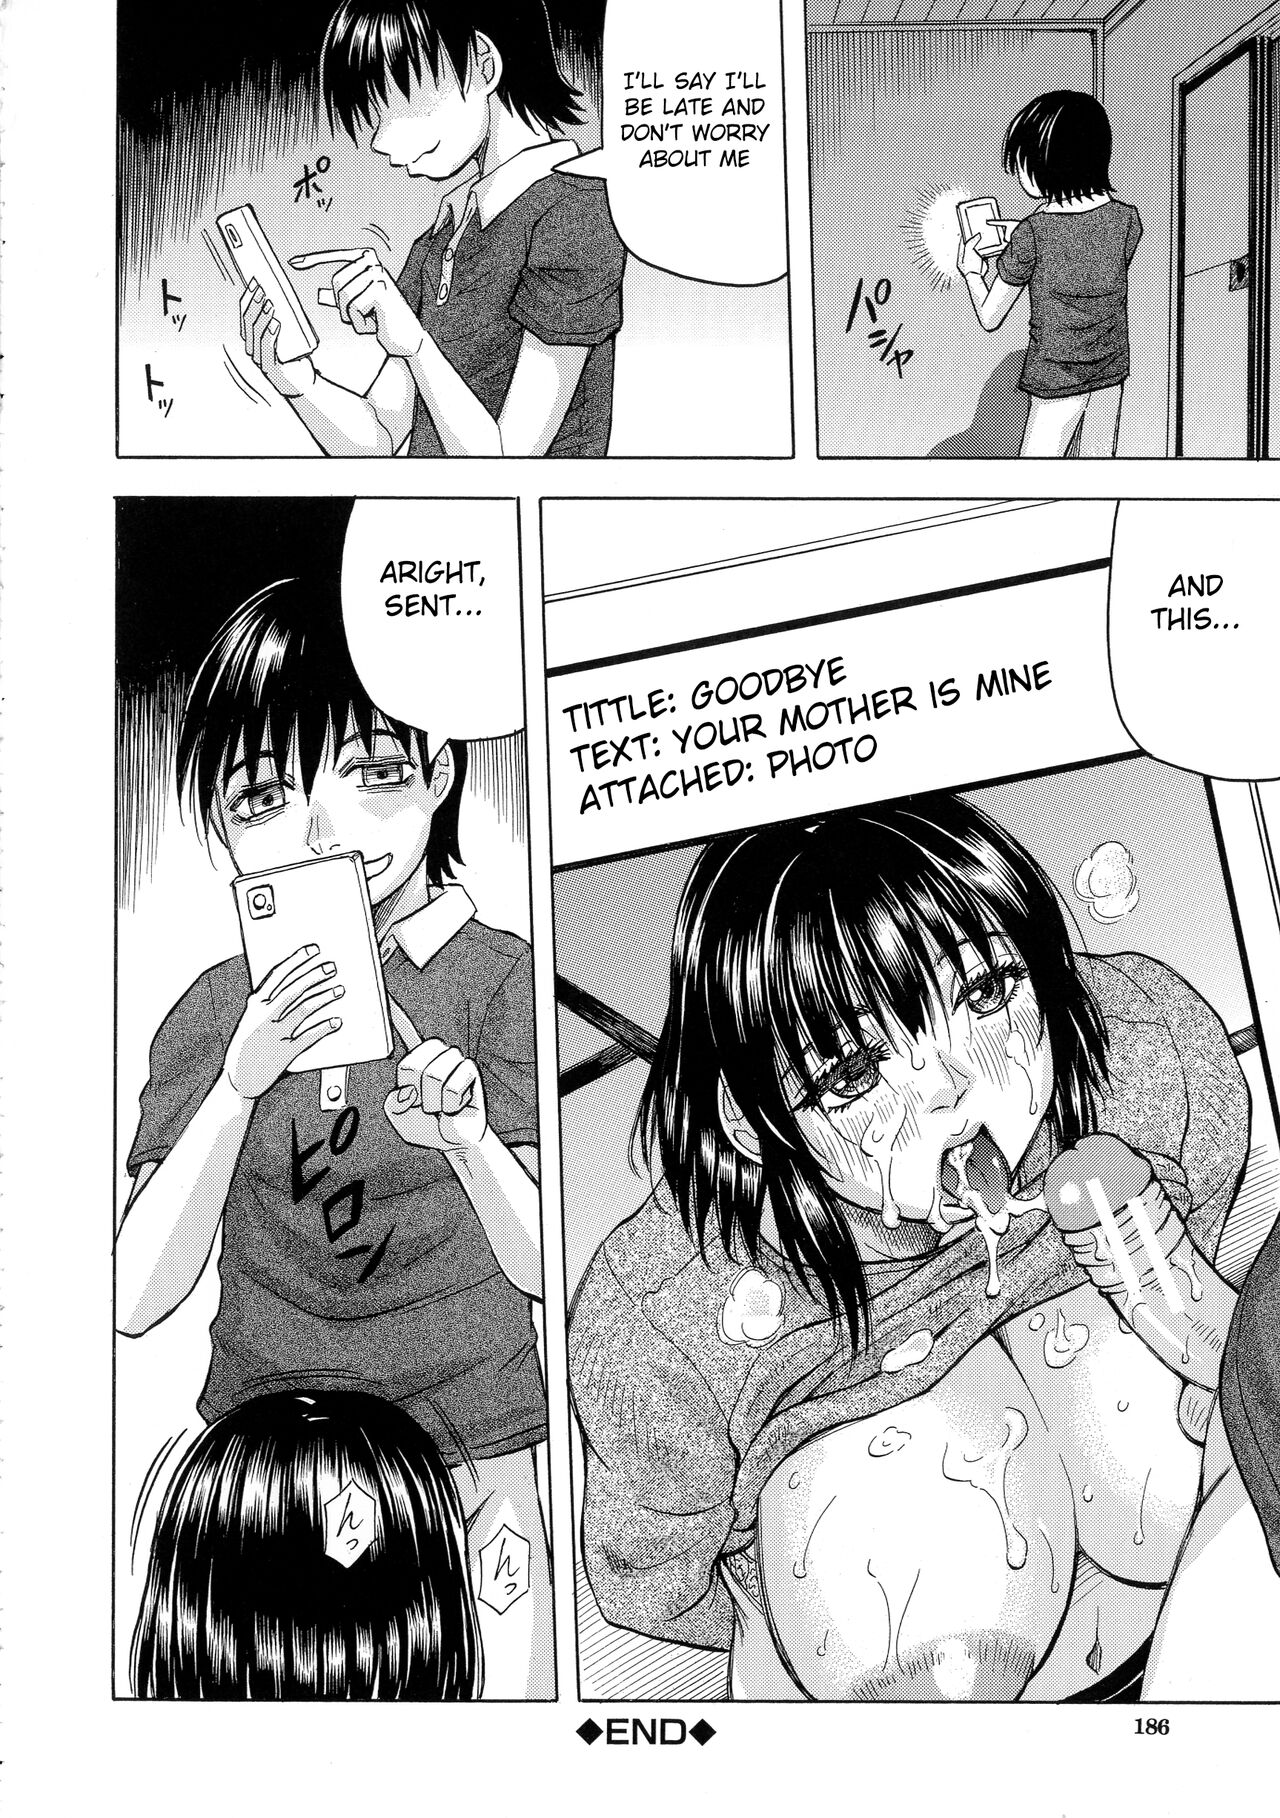 パシャ
I'LL SAY I'LL
BE LATE AND
DON'T WORRY
ABOUT ME
ポッ
トッ
トッ
AND
THIS...
TITTLE: GOODBYE
TEXT: YOUR MOTHER IS MINE
ATTACHED: PHOTO
ARIGHT,
SENT...
ピロン
んっ
んっ
◆END◆
186